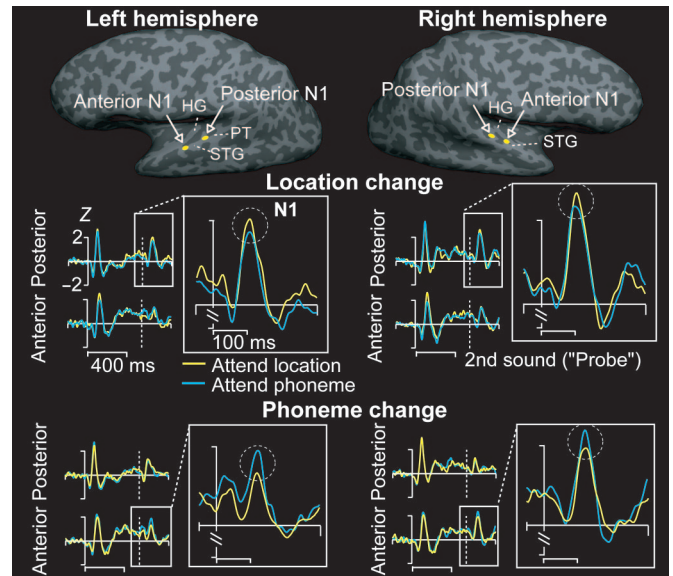 Left hemisphere
Right hemisphere
Anterior N1
HG
Posterior N1
PT
STG
Posterior N1
HG
Anterior N1
STG
Location change
Posterior
Z
2
−2
N1
Posterior
Anterior
400 ms
100 ms
Anterior
2nd sound ("Probe")
Attend location
Attend phoneme
Phoneme change
Posterior
Anterior
Posterior
Anterior